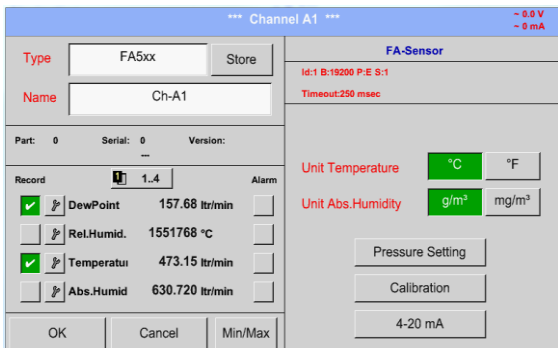 *** Channel A1 ***
~ 0.0 V
~ 0 mA
Type
FA5xx
Store
Name
Ch-A1
Part: 0 Serial: 0 Version:
---
Record
1..4
Alarm
DewPoint 157.68 ltr/min
Rel.Humid. 1551768 °C
Temperatur 473.15 ltr/min
Abs.Humid 630.720 ltr/min
OK
Cancel
Min/Max
FA-Sensor
Id:1 B:19200 P:E S:1
Timeout:250 msec
Unit Temperature
°C
°F
Unit Abs.Humidity
g/m³
mg/m³
Pressure Setting
Calibration
4-20 mA